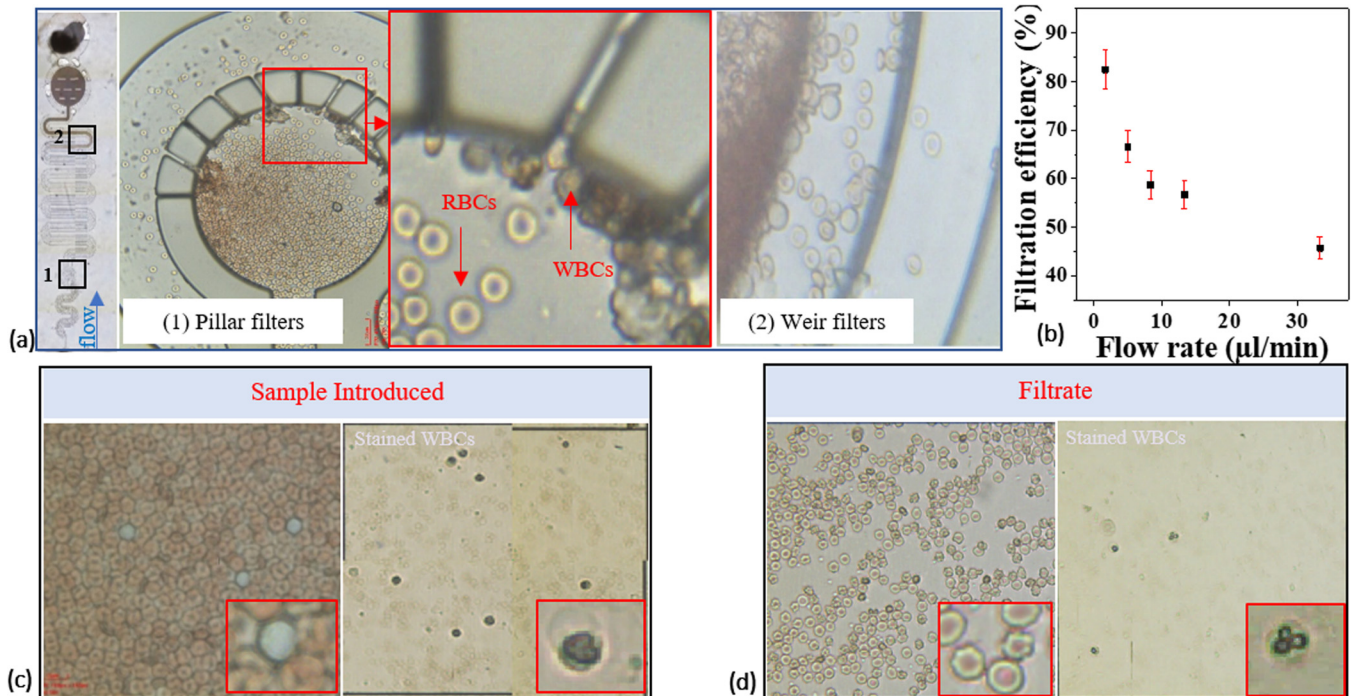 2
1
flow
(a)
(1) Pillar filters
RBCs
WBCs
(2) Weir filters
Filtration efficiency (%)
90
80
70
60
50
40
0
10
20
30
(b)
Flow rate (µl/min)
Sample Introduced
Stained WBCs
(c)
Filtrate
Stained WBCs
(d)